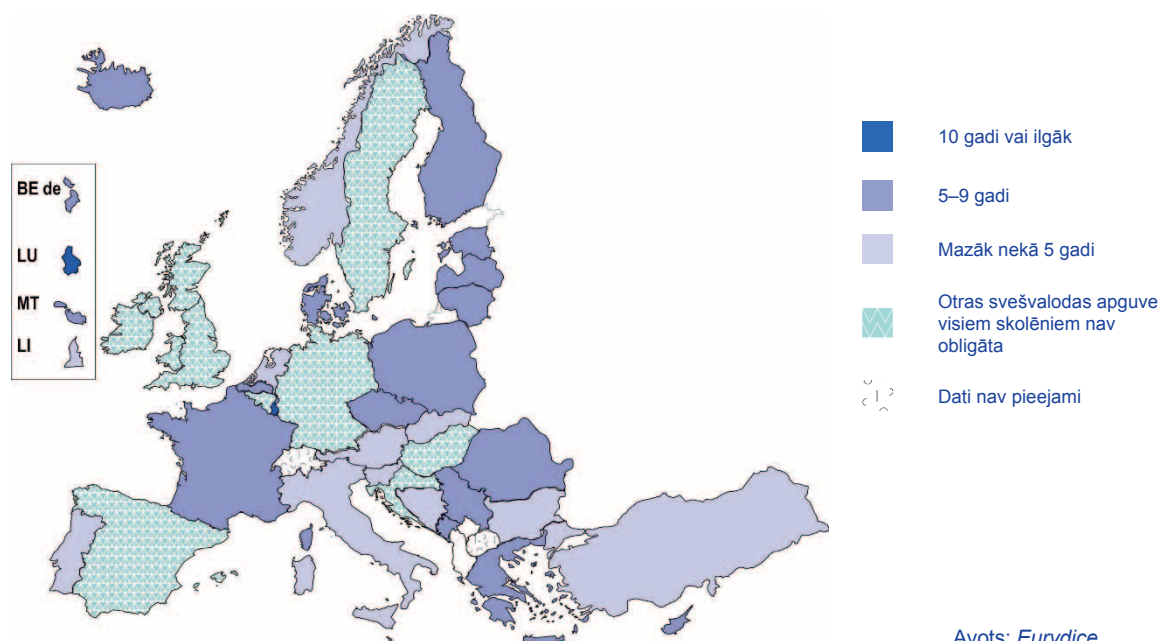 BE de
LU
MT
LI
10 gadi vai ilgāk
5–9 gadi
Mazāk nekā 5 gadi
Otras svešvalodas apguve
visiem skolēniem nav
obligāta
Dati nav pieejami
Avots: Eurydice